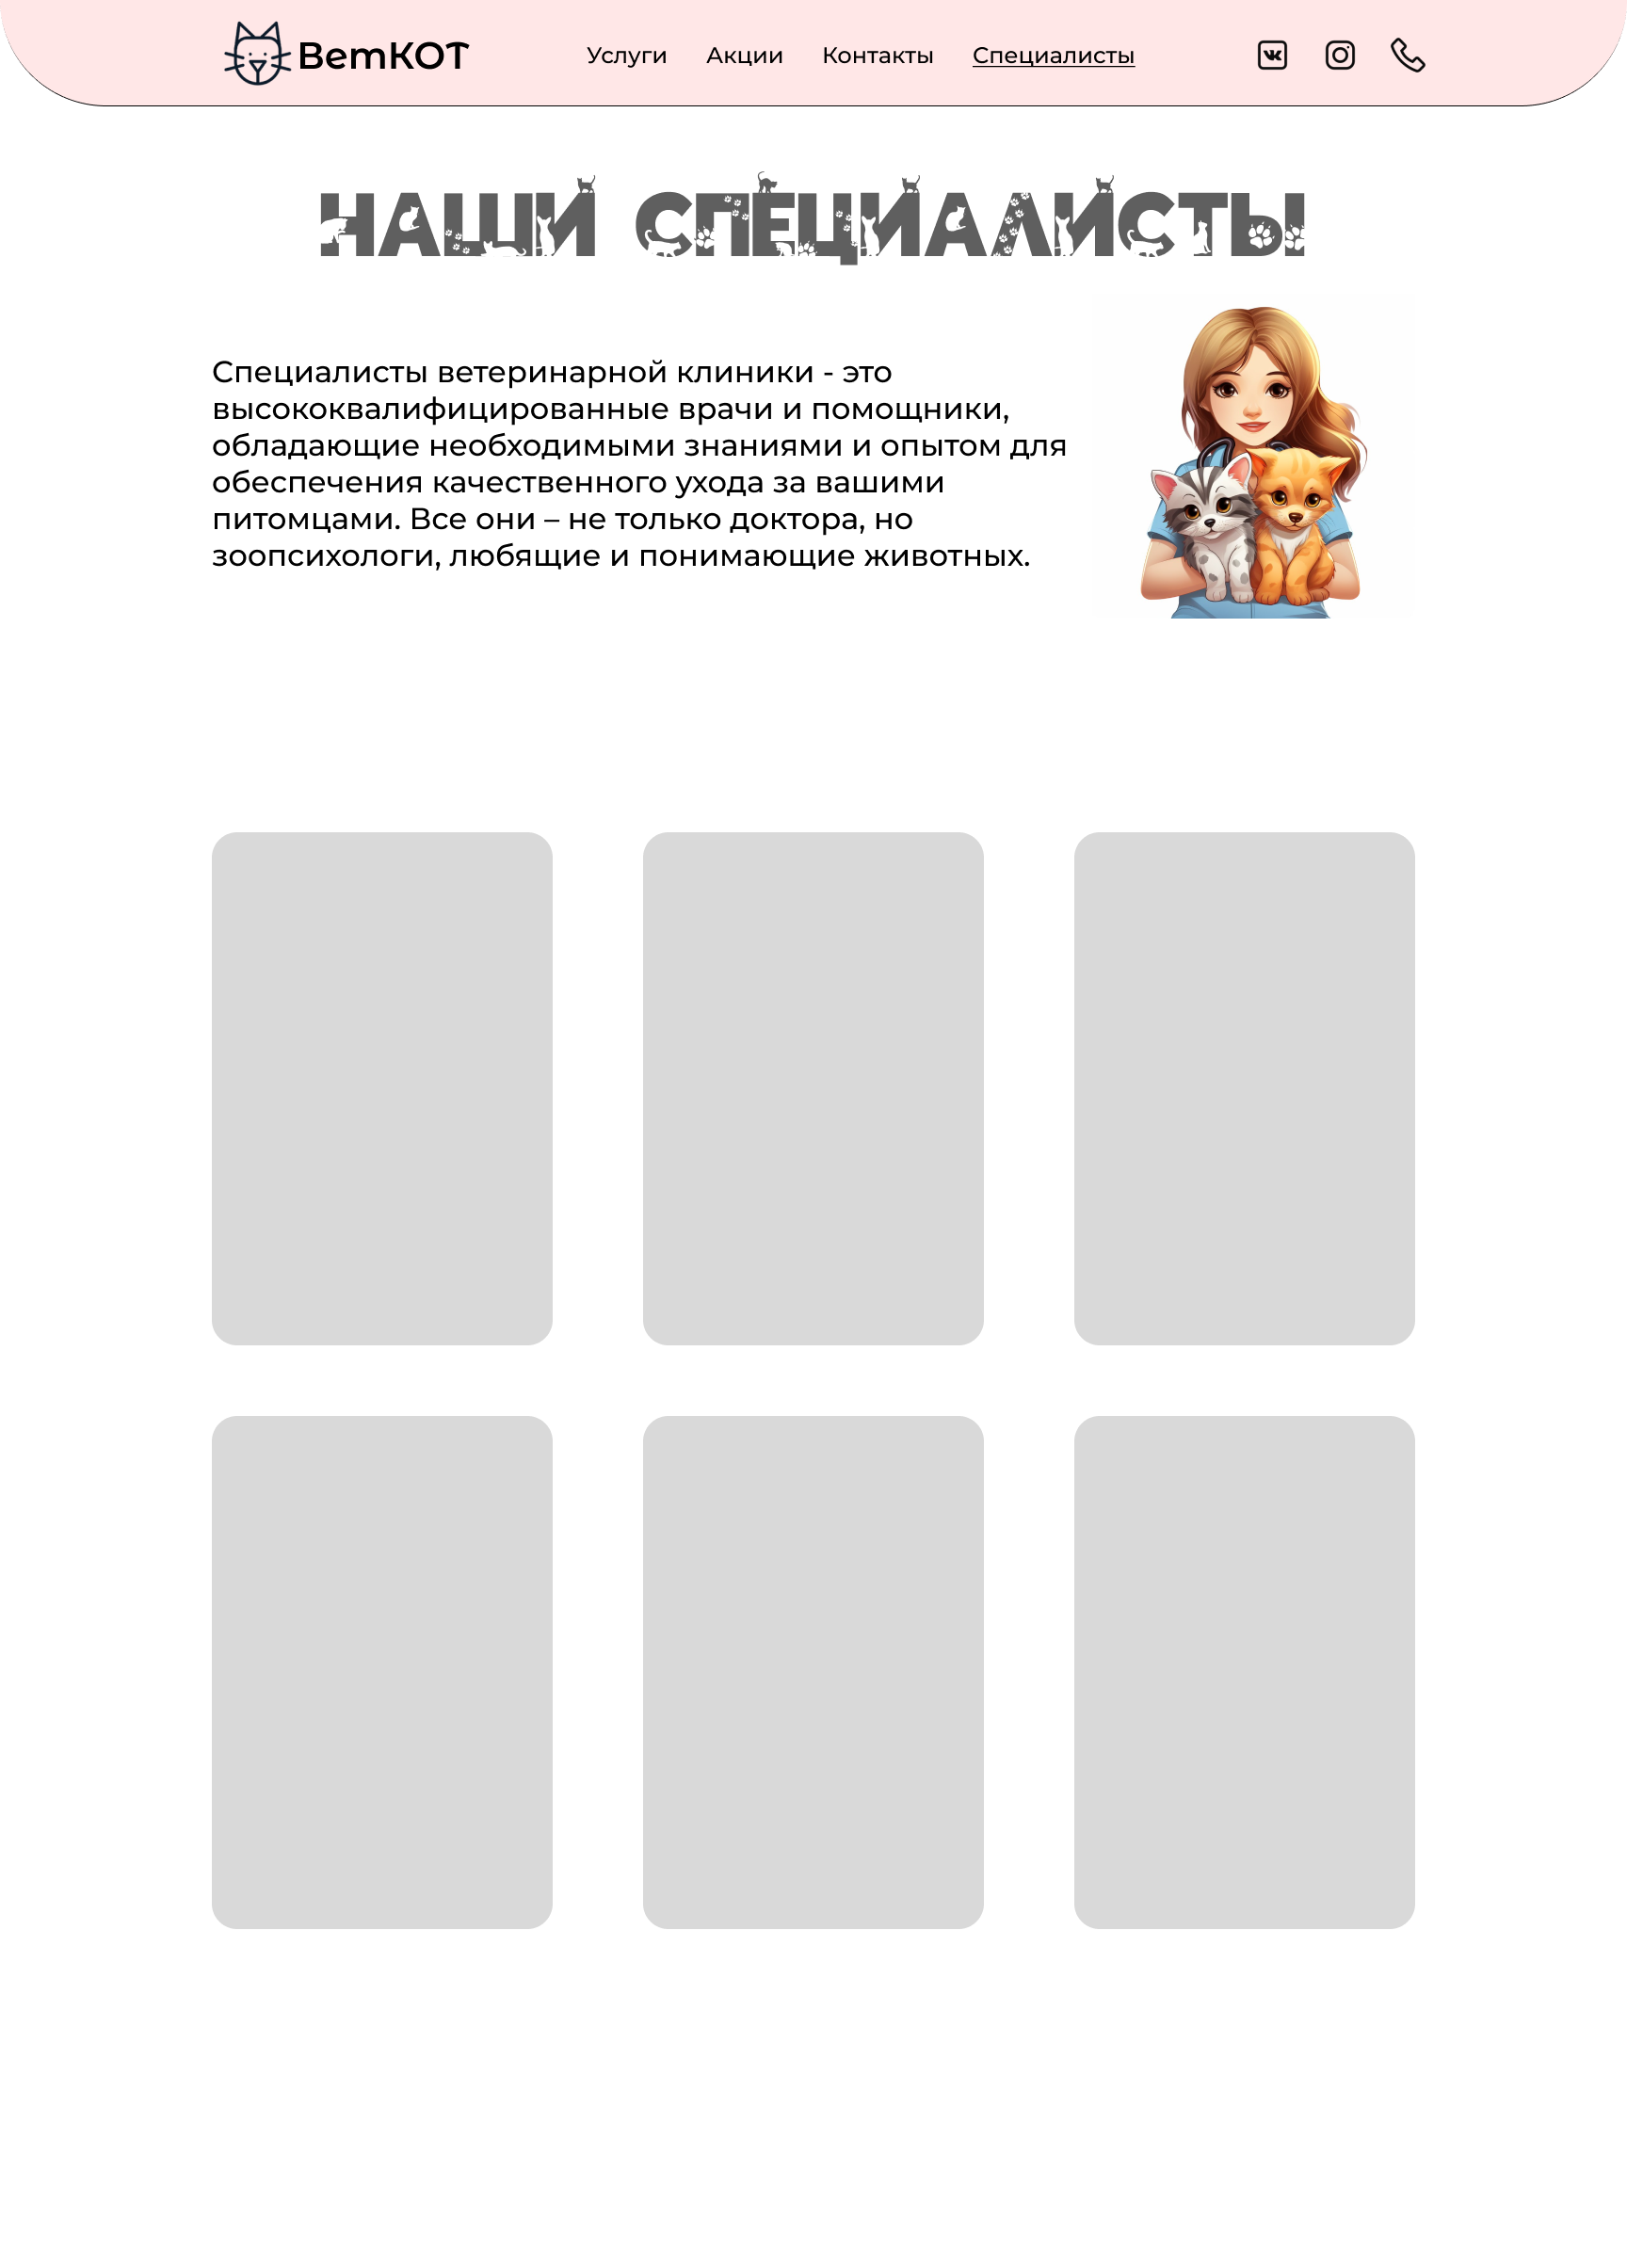 ВетКОТ
Услуги Акции Контакты Специалисты
НАШИ СПЕЦИАЛИСТЫ
Специалисты ветеринарной клиники - это
высококвалифицированные врачи и помощники,
обладающие необходимыми знаниями и опытом для
обеспечения качественного ухода за вашими
питомцами. Все они – не только доктора, но
зоопсихологи, любящие и понимающие животных.